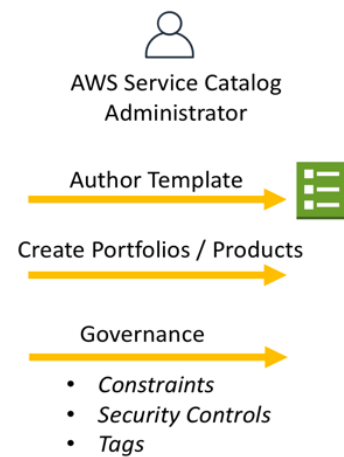 AWS Service Catalog
Administrator
Author Template
Create Portfolios / Products
Governance
• Constraints
• Security Controls
• Tags